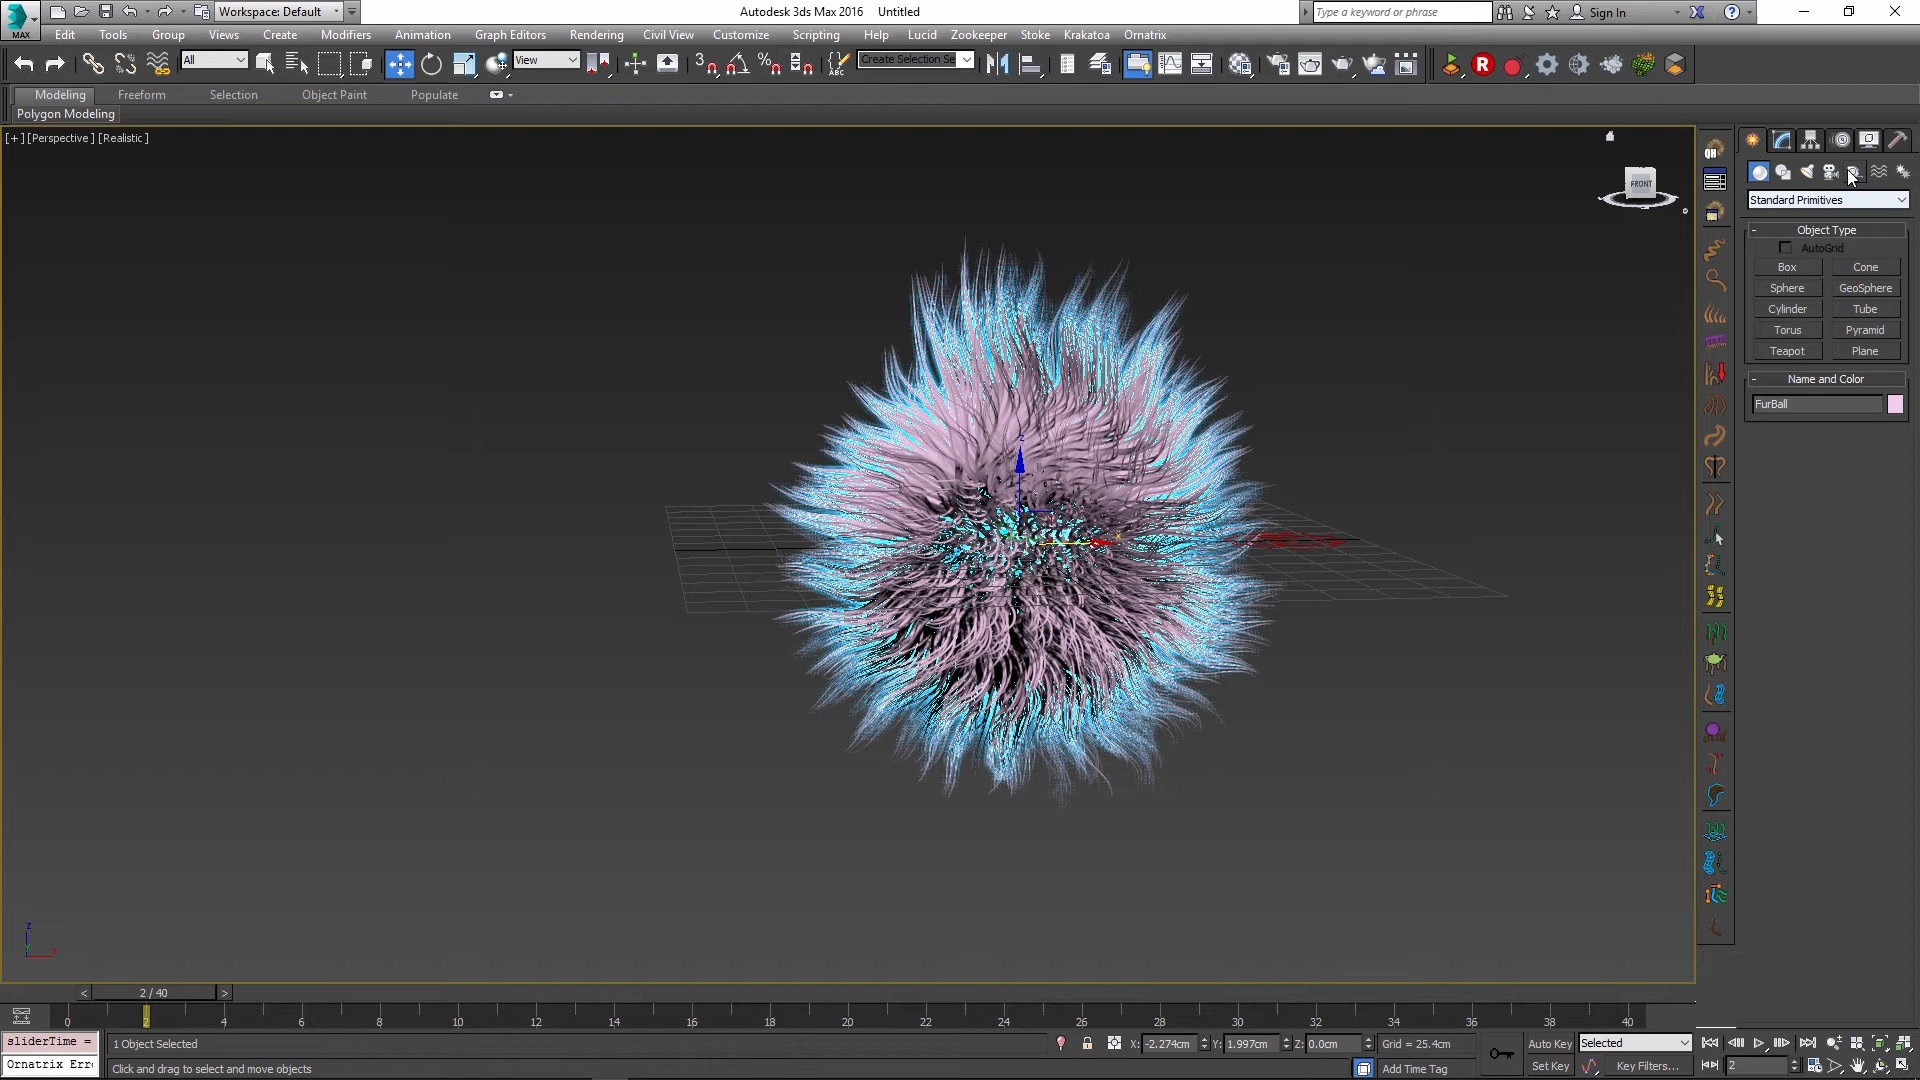 MAX
Workspace: Default
Autodesk 3ds Max 2016 Untitled
Type a keyword or phrase
Sign In
Edit Tools Group Views Create Modifiers Animation Graph Editors Rendering Civil View Customize Scripting Help Lucid Zookeeper Stoke Krakatoa Ornatrix
All
View
3
ABC
Create Selection Se
R
Modeling Freeform Selection Object Paint Populate
Polygon Modeling
[+] [Perspective ] [Realistic ]
FRONT
QH
Standard Primitives
- Object Type
AutoGrid
Box Cone
Sphere GeoSphere
Cylinder Tube
Torus Pyramid
Teapot Plane
- Name and Color
FurBall
z
x
z
x
< 2 / 40 >
0 2 4 6 8 10 12 14 16 18 20 22 24 26 28 30 32 34 36 38 40
sliderTime =
1 Object Selected
X: -2.274cm Y: 1.997cm Z: 0.0cm
Grid = 25.4cm
Auto Key
Selected
Ornatrix Err
Click and drag to select and move objects
Add Time Tag
Set Key
Key Filters...
2